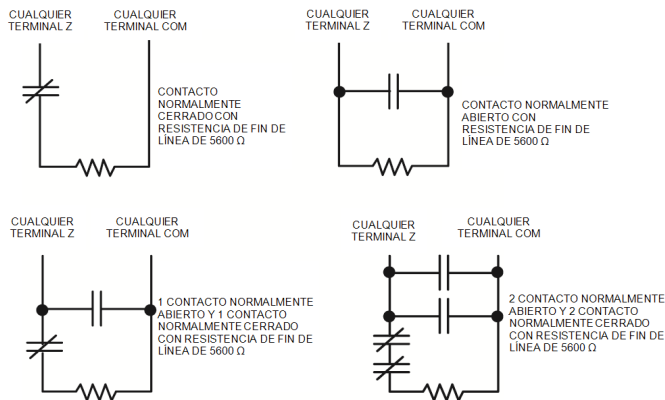 CUALQUIER
TERMINAL Z
CUALQUIER
TERMINAL COM
CONTACTO
NORMALMENTE
CERRADO CON
RESISTENCIA DE FIN DE
LÍNEA DE 5600 Ω
CUALQUIER
TERMINAL Z
CUALQUIER
TERMINAL COM
CONTACTO NORMALMENTE
ABIERTO CON
RESISTENCIA DE FIN DE
LÍNEA DE 5600 Ω
CUALQUIER
TERMINAL Z
CUALQUIER
TERMINAL COM
1 CONTACTO NORMALMENTE
ABIERTO Y 1 CONTACTO
NORMALMENTE CERRADO
CON RESISTENCIA DE FIN DE
LÍNEA DE 5600 Ω
CUALQUIER
TERMINAL Z
CUALQUIER
TERMINAL COM
2 CONTACTO NORMALMENTE
ABIERTO Y 2 CONTACTO
NORMALMENTE CERRADO
CON RESISTENCIA DE FIN DE
LÍNEA DE 5600 Ω